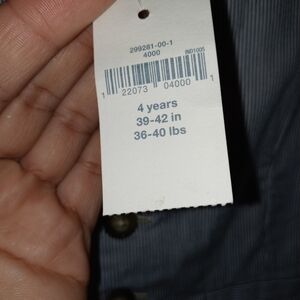 299281-00-1
4000
IND1005
1 22073 04000 1
4 years
39-42 in
36-40 lbs